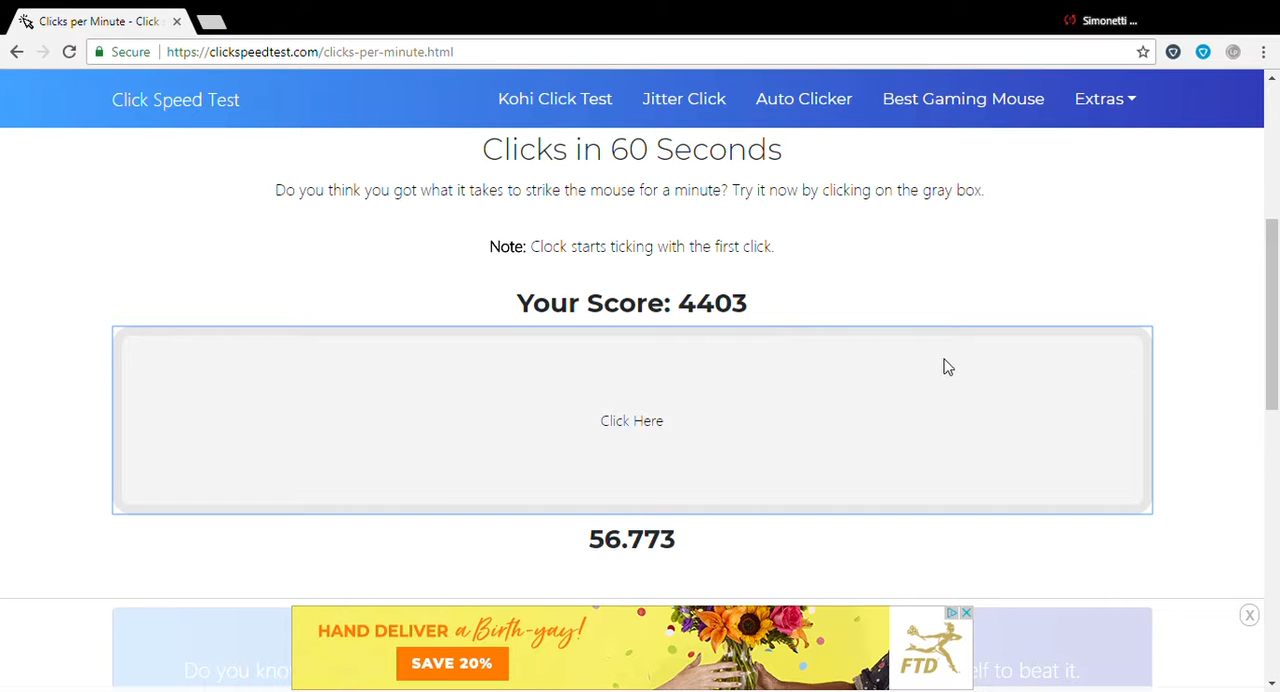 Clicks per Minute - Click
Simonetti ...
Secure https://clickspeedtest.com/clicks-per-minute.html
Click Speed Test Kohi Click Test Jitter Click Auto Clicker Best Gaming Mouse Extras
Clicks in 60 Seconds
Do you think you got what it takes to strike the mouse for a minute? Try it now by clicking on the gray box.
Note: Clock starts ticking with the first click.
Your Score: 4403
Click Here
56.773
HAND DELIVER a Birth-yay!
SAVE 20%
FTD
X
Do you kno elf to beat it.